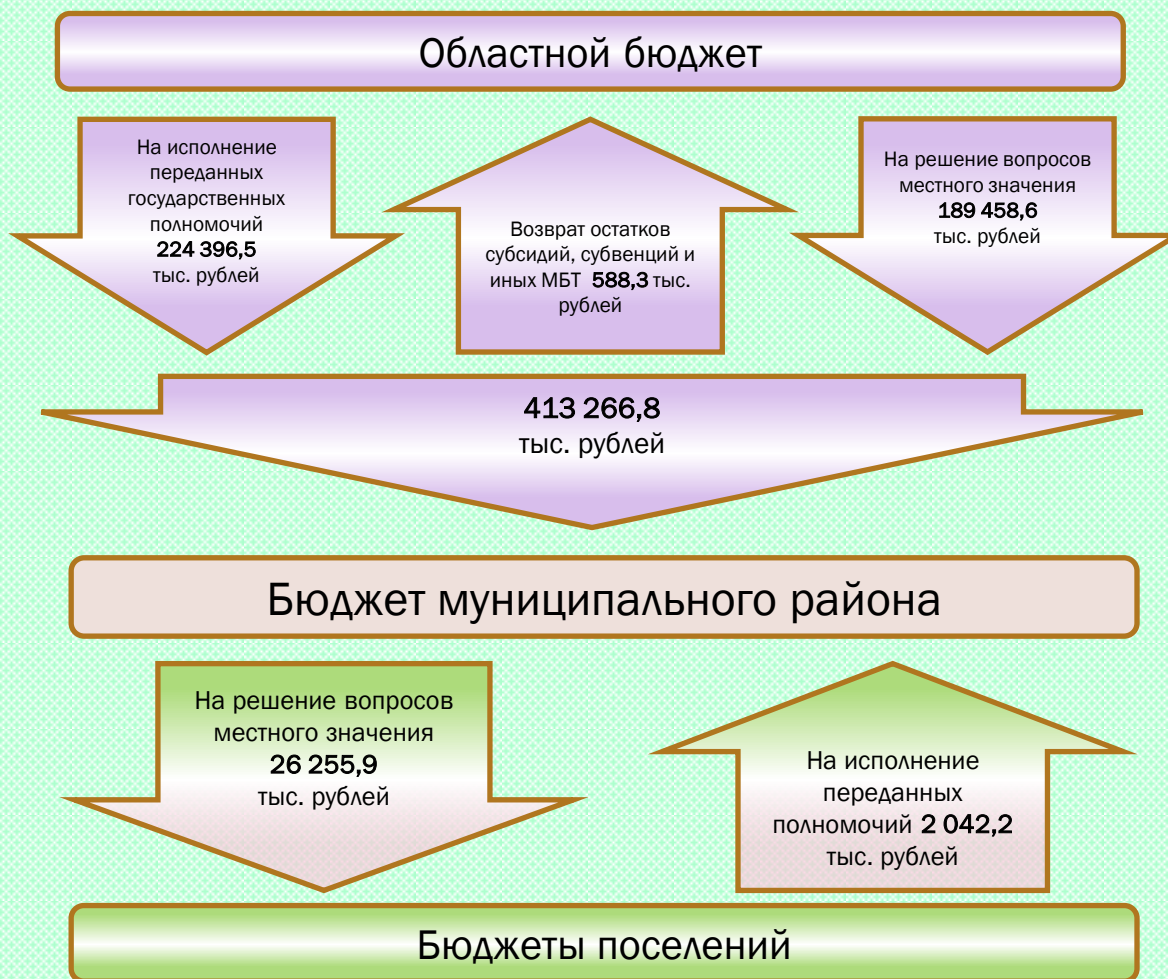 Областной бюджет
На исполнение
переданных
государственных
полномочий
224 396,5
тыс. рублей
Возврат остатков
субсидий, субвенций и
иных МБТ 588,3 тыс.
рублей
На решение вопросов
местного значения
189 458,6
тыс. рублей
413 266,8
тыс. рублей
Бюджет муниципального района
На решение вопросов
местного значения
26 255,9
тыс. рублей
На исполнение
переданных
полномочий 2 042,2
тыс. рублей
Бюджеты поселений